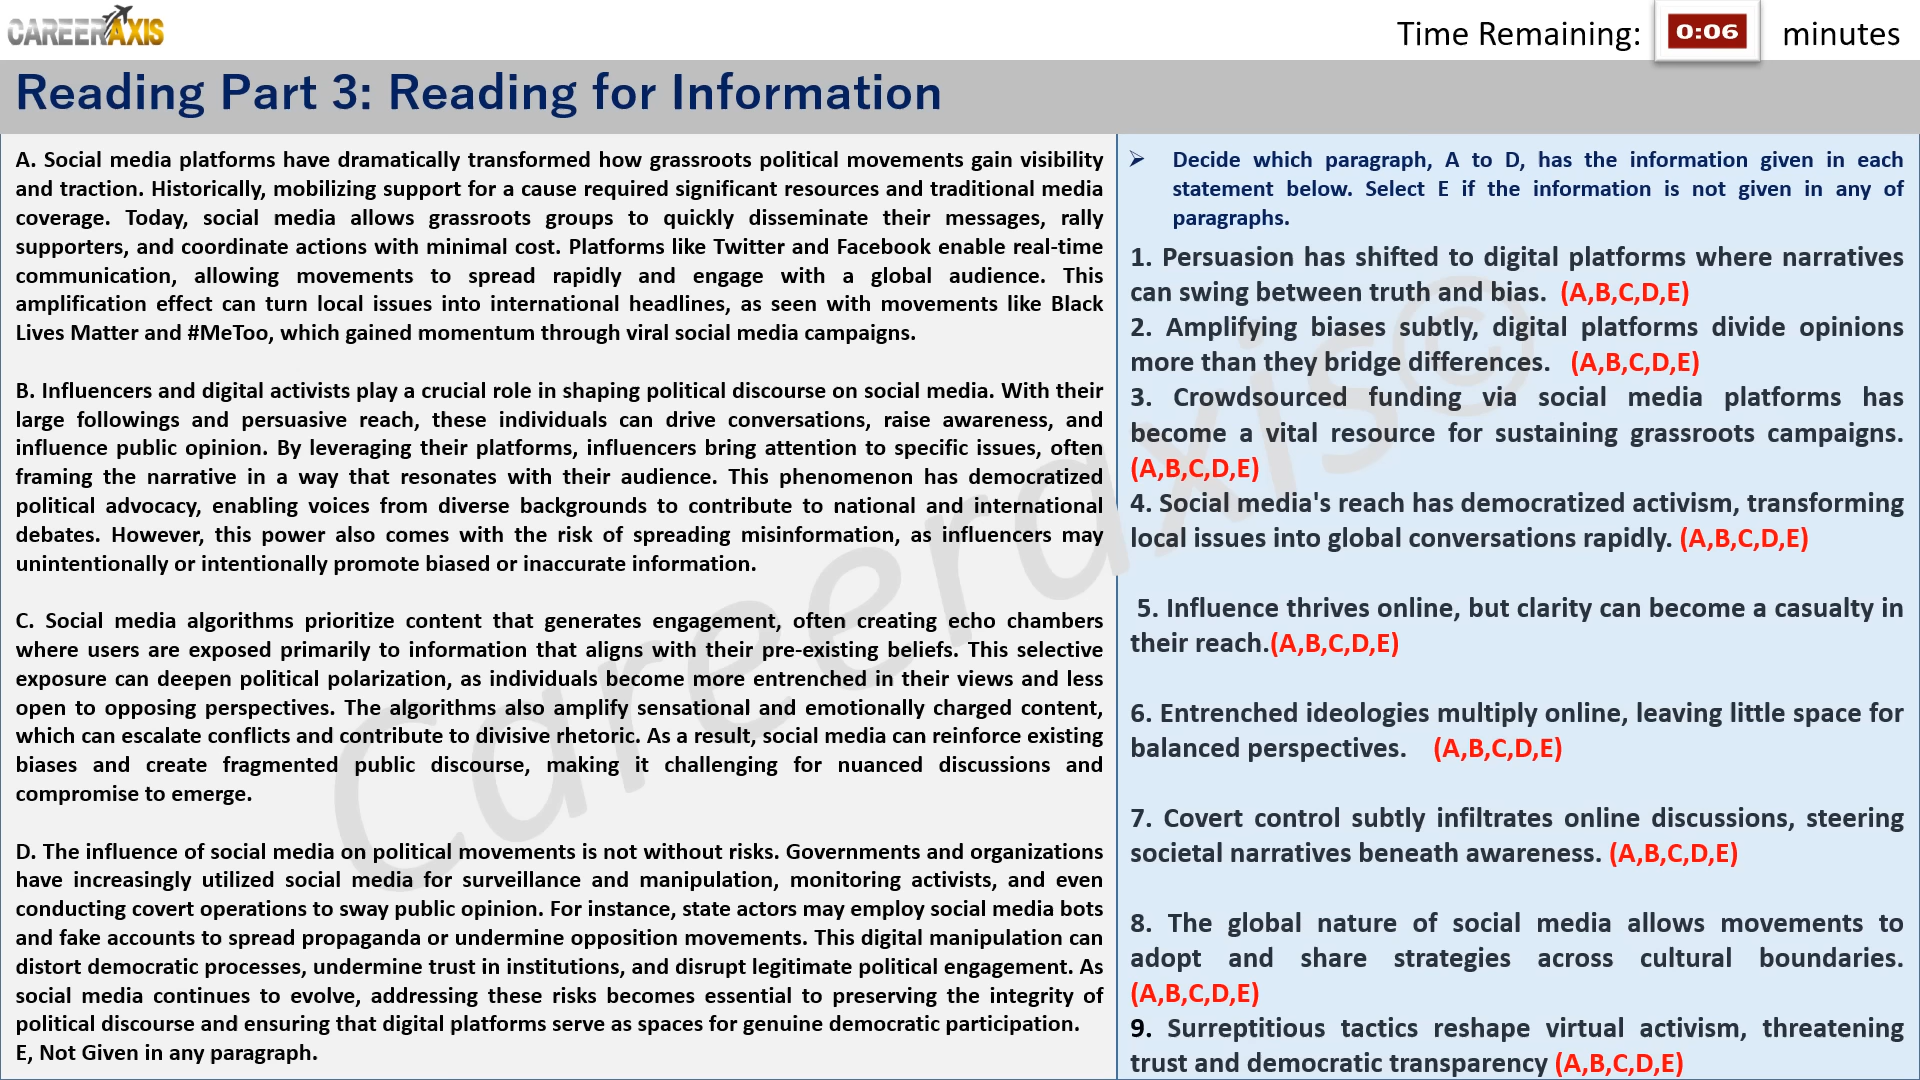 CAREERAXIS
Time Remaining: 0:06 minutes
Reading Part 3: Reading for Information
A. Social media platforms have dramatically transformed how grassroots political movements gain visibility
and traction. Historically, mobilizing support for a cause required significant resources and traditional media
coverage. Today, social media allows grassroots groups to quickly disseminate their messages, rally
supporters, and coordinate actions with minimal cost. Platforms like Twitter and Facebook enable real-time
communication, allowing movements to spread rapidly and engage with a global audience. This
amplification effect can turn local issues into international headlines, as seen with movements like Black
Lives Matter and #MeToo, which gained momentum through viral social media campaigns.
B. Influencers and digital activists play a crucial role in shaping political discourse on social media. With their
large followings and persuasive reach, these individuals can drive conversations, raise awareness, and
influence public opinion. By leveraging their platforms, influencers bring attention to specific issues, often
framing the narrative in a way that resonates with their audience. This phenomenon has democratized
political advocacy, enabling voices from diverse backgrounds to contribute to national and international
debates. However, this power also comes with the risk of spreading misinformation, as influencers may
unintentionally or intentionally promote biased or inaccurate information.
C. Social media algorithms prioritize content that generates engagement, often creating echo chambers
where users are exposed primarily to information that aligns with their pre-existing beliefs. This selective
exposure can deepen political polarization, as individuals become more entrenched in their views and less
open to opposing perspectives. The algorithms also amplify sensational and emotionally charged content,
which can escalate conflicts and contribute to divisive rhetoric. As a result, social media can reinforce existing
biases and create fragmented public discourse, making it challenging for nuanced discussions and
compromise to emerge.
D. The influence of social media on political movements is not without risks. Governments and organizations
have increasingly utilized social media for surveillance and manipulation, monitoring activists, and even
conducting covert operations to sway public opinion. For instance, state actors may employ social media bots
and fake accounts to spread propaganda or undermine opposition movements. This digital manipulation can
distort democratic processes, undermine trust in institutions, and disrupt legitimate political engagement. As
social media continues to evolve, addressing these risks becomes essential to preserving the integrity of
political discourse and ensuring that digital platforms serve as spaces for genuine democratic participation.
E, Not Given in any paragraph.
➢ Decide which paragraph, A to D, has the information given in each
statement below. Select E if the information is not given in any of
paragraphs.
1. Persuasion has shifted to digital platforms where narratives
can swing between truth and bias. (A,B,C,D,E)
2. Amplifying biases subtly, digital platforms divide opinions
more than they bridge differences. (A,B,C,D,E)
3. Crowdsourced funding via social media platforms has
become a vital resource for sustaining grassroots campaigns.
(A,B,C,D,E)
4. Social media's reach has democratized activism, transforming
local issues into global conversations rapidly. (A,B,C,D,E)
5. Influence thrives online, but clarity can become a casualty in
their reach.(A,B,C,D,E)
6. Entrenched ideologies multiply online, leaving little space for
balanced perspectives. (A,B,C,D,E)
7. Covert control subtly infiltrates online discussions, steering
societal narratives beneath awareness. (A,B,C,D,E)
8. The global nature of social media allows movements to
adopt and share strategies across cultural boundaries.
(A,B,C,D,E)
9. Surreptitious tactics reshape virtual activism, threatening
trust and democratic transparency (A,B,C,D,E)
Careeraxis©